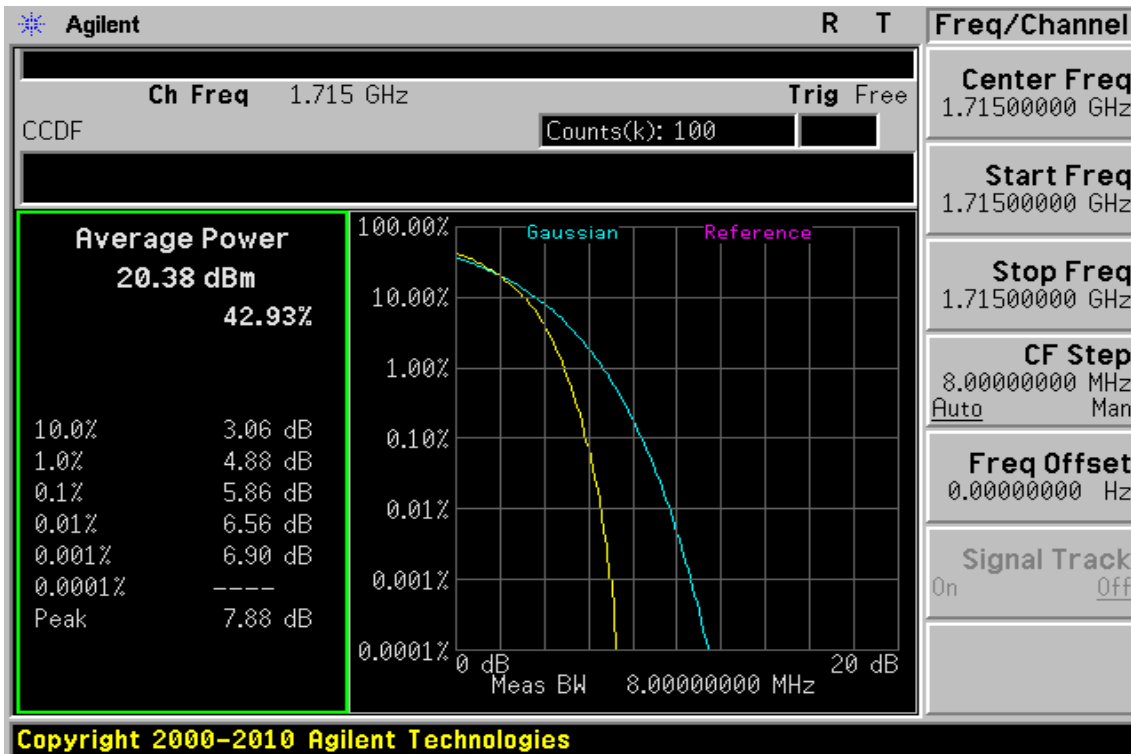 Agilent R T
Ch Freq 1.715 GHz Trig Free
CCDF
Counts(k): 100
Average Power
20.38 dBm
42.93%
10.0% 3.06 dB
1.0% 4.88 dB
0.1% 5.86 dB
0.01% 6.56 dB
0.001% 6.90 dB
0.0001% ----
Peak 7.88 dB
Gaussian Reference
100.00%
10.00%
1.00%
0.10%
0.01%
0.001%
0.0001%
0 dB 20 dB
Meas BW 8.00000000 MHz
Freq/Channel
Center Freq
1.71500000 GHz
Start Freq
1.71500000 GHz
Stop Freq
1.71500000 GHz
CF Step
8.00000000 MHz
Auto Man
Freq Offset
0.00000000 Hz
Signal Track
On Off
Copyright 2000-2010 Agilent Technologies